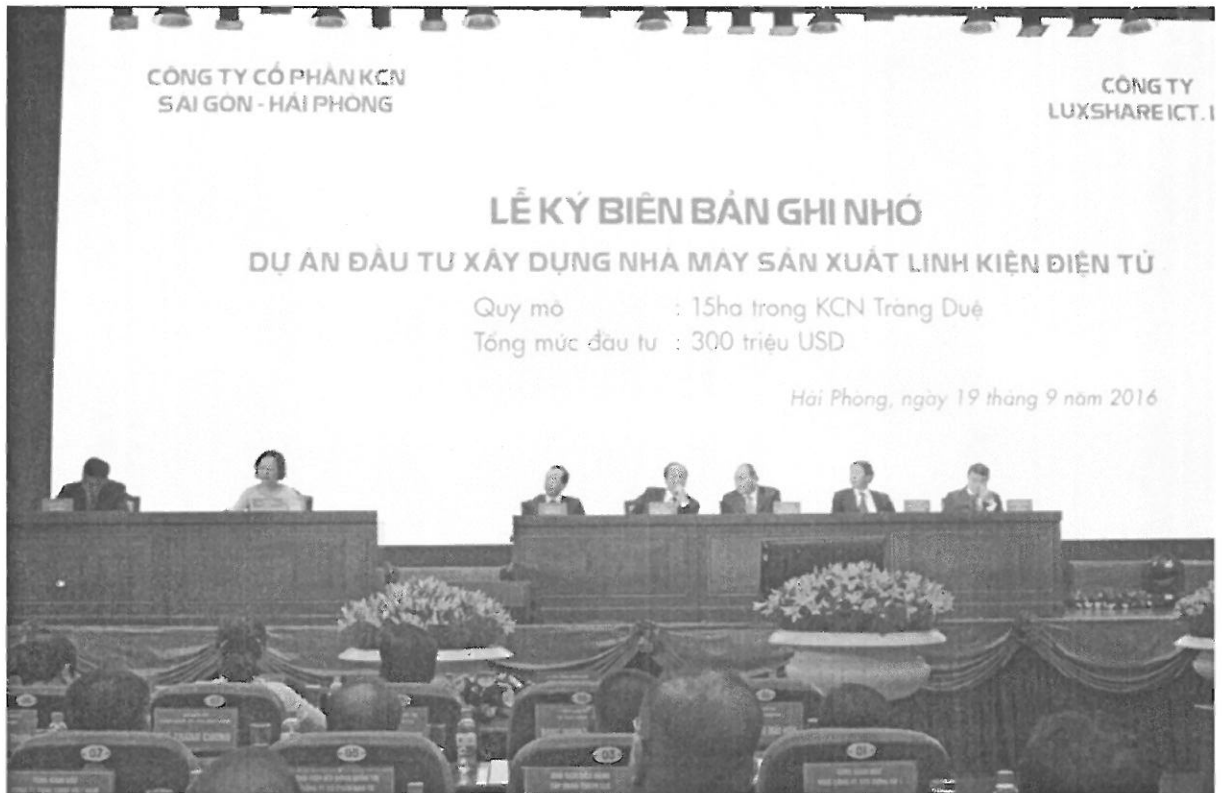 CÔNG TY CỔ PHẦN KCN
SÀI GÒN - HẢI PHÒNG
CÔNG TY
LUXSHARE ICT. I
LỄ KÝ BIÊN BẢN GHI NHỚ
DỰ ÁN ĐẦU TƯ XÂY DỰNG NHÀ MÁY SẢN XUẤT LINH KIỆN ĐIỆN TỬ
Quy mô : 15ha trong KCN Tràng Duệ
Tổng mức đầu tư : 300 triệu USD
Hải Phòng, ngày 19 tháng 9 năm 2016
07
05
03
01